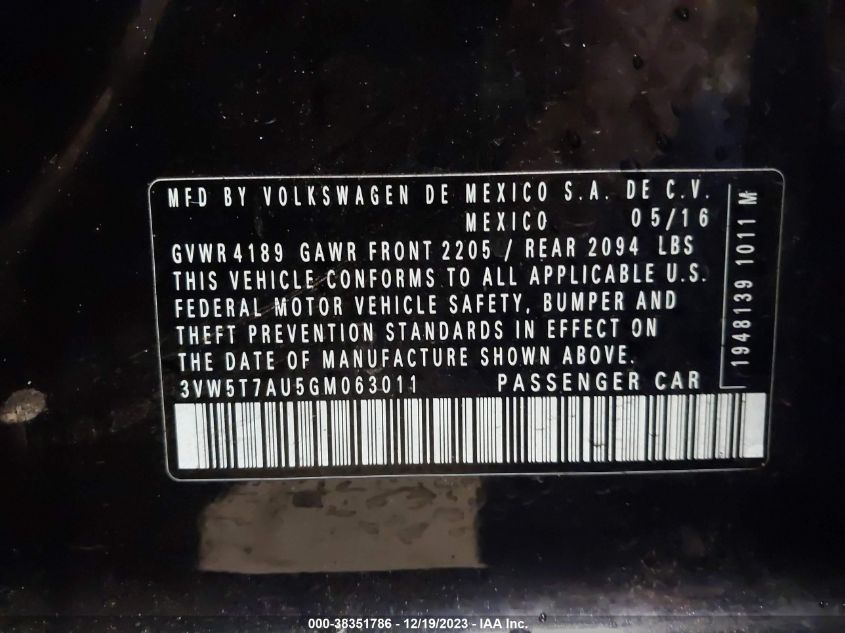 MFD BY VOLKSWAGEN DE MEXICO S.A. DE C.V.
MEXICO 05/16
GVWR 4189 GAWR FRONT 2205 / REAR 2094 LBS
THIS VEHICLE CONFORMS TO ALL APPLICABLE U.S.
FEDERAL MOTOR VEHICLE SAFETY, BUMPER AND
THEFT PREVENTION STANDARDS IN EFFECT ON
THE DATE OF MANUFACTURE SHOWN ABOVE.
3VW5T7AU5GM063011 PASSENGER CAR
1948139 1011 M
000-38351786 - 12/19/2023 - IAA Inc.